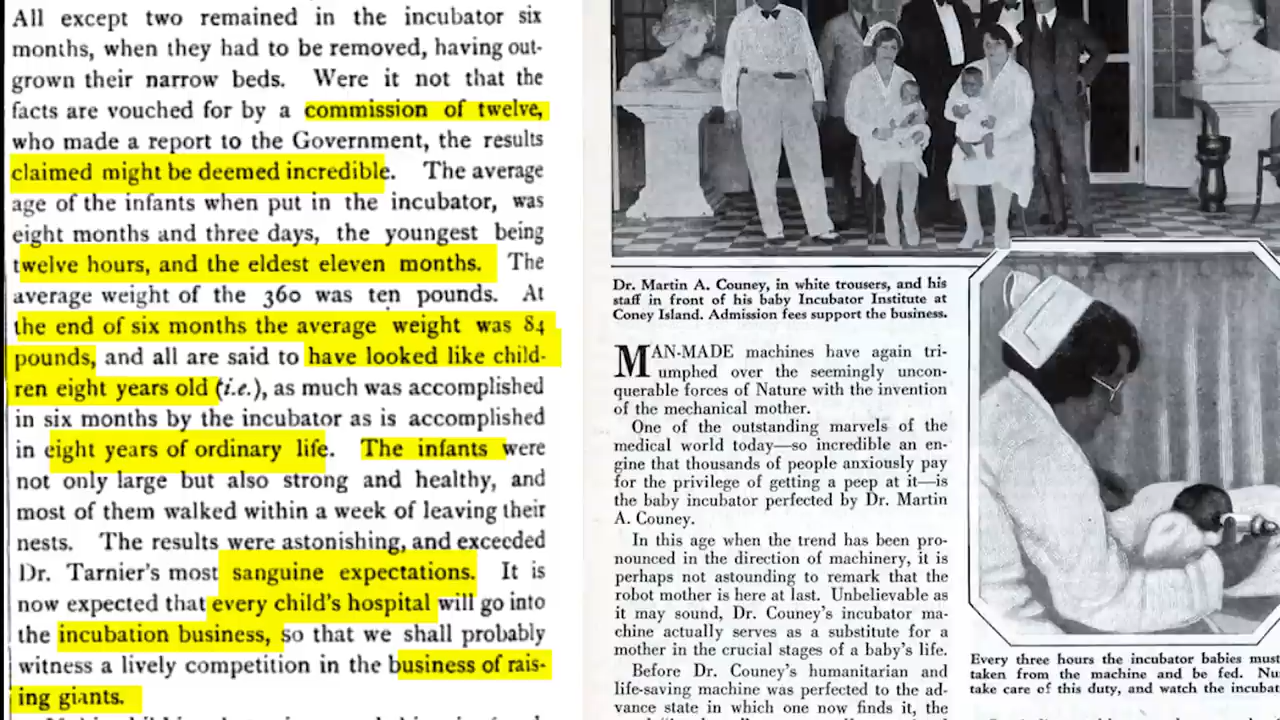 All except two remained in the incubator six
months, when they had to be removed, having out-
grown their narrow beds. Were it not that the
facts are vouched for by a commission of twelve,
who made a report to the Government, the results
claimed might be deemed incredible. The average
age of the infants when put in the incubator, was
eight months and three days, the youngest being
twelve hours, and the eldest eleven months. The
average weight of the 360 was ten pounds. At
the end of six months the average weight was 84
pounds, and all are said to have looked like child-
ren eight years old (i.e.), as much was accomplished
in six months by the incubator as is accomplished
in eight years of ordinary life. The infants were
not only large but also strong and healthy, and
most of them walked within a week of leaving their
nests. The results were astonishing, and exceeded
Dr. Tarnier's most sanguine expectations. It is
now expected that every child's hospital will go into
the incubation business, so that we shall probably
witness a lively competition in the business of rais-
ing giants.
Dr. Martin A. Couney, in white trousers, and his
staff in front of his baby Incubator Institute at
Coney Island. Admission fees support the business.
MAN-MADE machines have again tri-
umphed over the seemingly uncon-
querable forces of Nature with the invention
of the mechanical mother.
One of the outstanding marvels of the
medical world today—so incredible an en-
gine that thousands of people anxiously pay
for the privilege of getting a peep at it—is
the baby incubator perfected by Dr. Martin
A. Couney.
In this age when the trend has been pro-
nounced in the direction of machinery, it is
perhaps not astounding to remark that the
robot mother is here at last. Unbelievable as
it may sound, Dr. Couney's incubator ma-
chine actually serves as a substitute for a
mother in the crucial stages of a baby's life.
Before Dr. Couney's humanitarian and
life-saving machine was perfected to the ad-
vance state in which one now finds it, the
Every three hours the incubator babies must
taken from the machine and be fed. Nu
take care of this duty, and watch the incubat